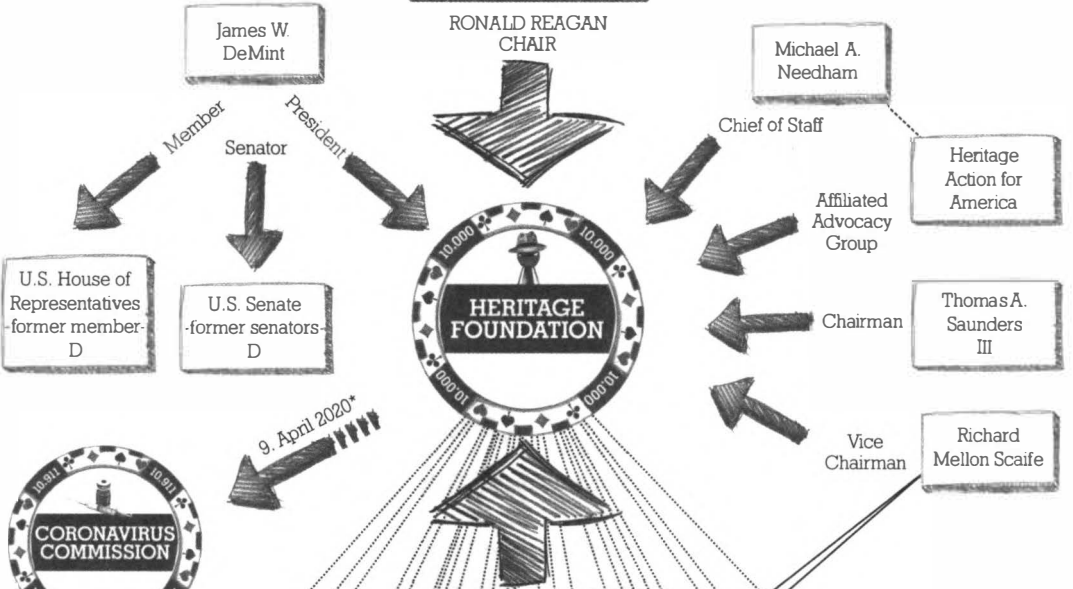 RONALD REAGAN
CHAIR
James W.
DeMint
Michael A.
Needham
Member
President
Senator
Chief of Staff
Heritage
Action for
America
Affiliated
Advocacy
Group
10.000
10.000
HERITAGE
FOUNDATION
10.000
10.000
U.S. House of
Representatives
-former member-
D
U.S. Senate
-former senators-
D
Chairman
Thomas A.
Saunders
III
9. April 2020*
Vice
Chairman
Richard
Mellon Scaife
10.911
10.911
CORONAVIRUS
COMMISSION